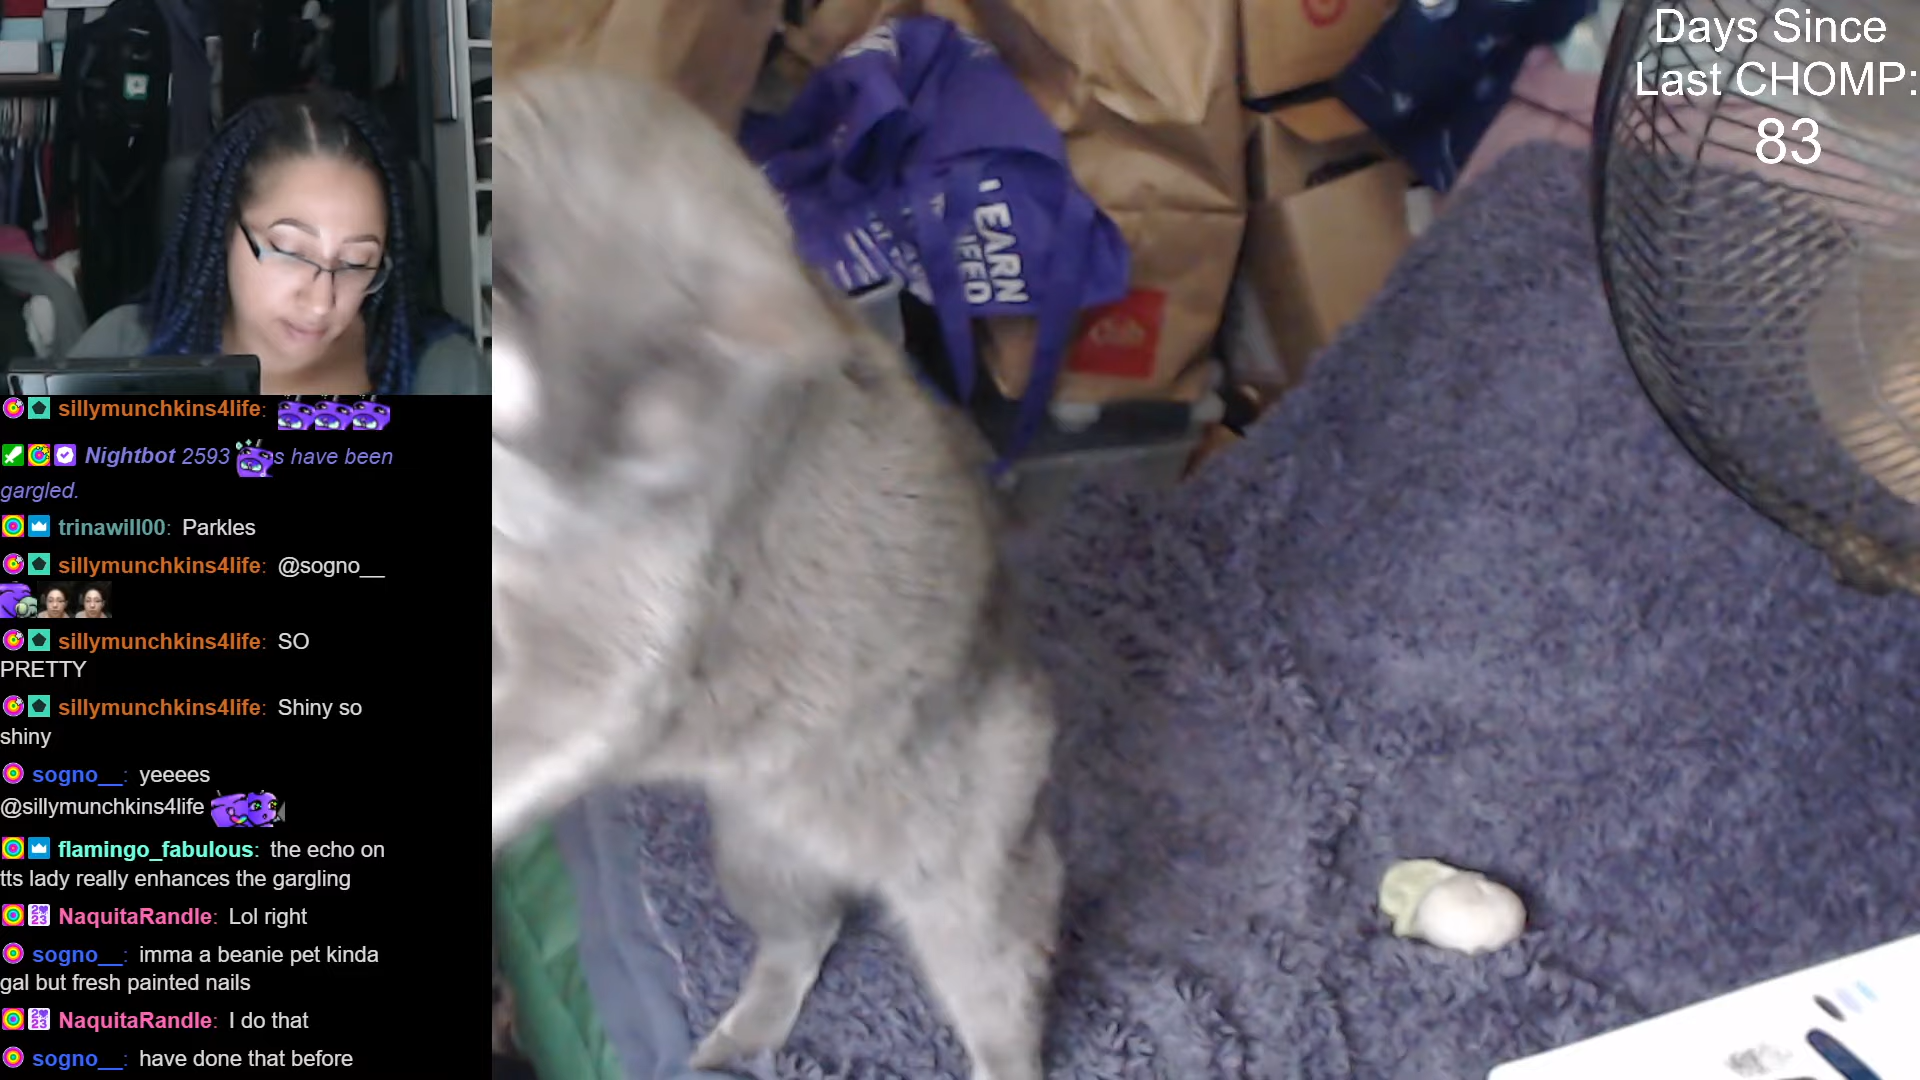 Days Since
Last CHOMP:
83
I EARN
sillymunchkins4life:
Nightbot 2593 s have been
gargled.
trinawill00: Parkles
sillymunchkins4life: @sogno__
sillymunchkins4life: SO
PRETTY
sillymunchkins4life: Shiny so
shiny
sogno__: yeeees
@sillymunchkins4life
flamingo_fabulous: the echo on
tts lady really enhances the gargling
NaquitaRandle: Lol right
sogno__: imma a beanie pet kinda
gal but fresh painted nails
NaquitaRandle: I do that
sogno__: have done that before